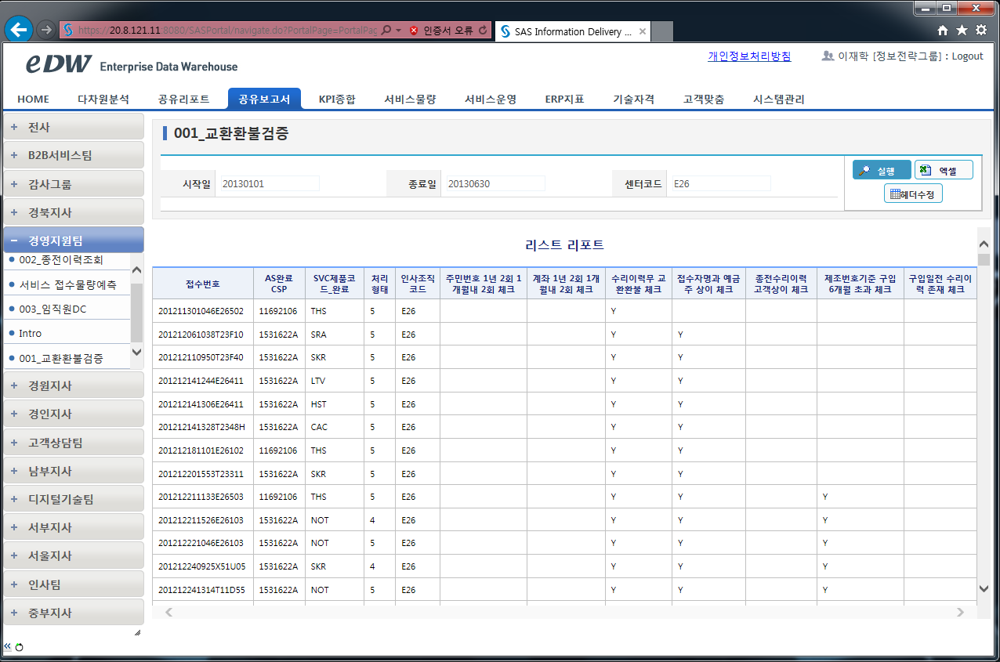 https://20.8.121.11:8080/SASPortal/navigate.do?PortalPage=PortalPag 인증서 오류 SAS Information Delivery ...
eDW Enterprise Data Warehouse
개인정보처리방침 이재학 [정보전략그룹] : Logout
HOME 다차원분석 공유리포트 공유보고서 KPI종합 서비스물량 서비스운영 ERP지표 기술자격 고객맞춤 시스템관리
전사
B2B서비스팀
감사그룹
경북지사
경영지원팀
002_종전이력조회
서비스 접수물량예측
003_임직원DC
Intro
001_교환환불검증
경원지사
경인지사
고객상담팀
남부지사
디지털기술팀
서부지사
서울지사
인사팀
중부지사
001_교환환불검증
시작일 20130101 종료일 20130630 센터코드 E26
실행 엑셀
헤더수정
리스트 리포트
접수번호 AS완료 CSP SVC제품코드_완료 처리형태 인사조직코드 주민번호 1년 2회 1개월내 2회 체크 계좌 1년 2회 1개월내 2회 체크 수리이력무 교환환불 체크 접수자명과 예금주 상이 체크 종전수리이력 고객상이 체크 제조번호기준 구입 6개월 초과 체크 구입일전 수리이력 존재 체크
201211301046E26502 11692106 THS 5 E26 Y
201212061038T23F10 1531622A SRA 5 E26 Y Y
201212110950T23F40 1531622A SKR 5 E26 Y Y
201212141244E26411 1531622A LTV 5 E26 Y Y
201212141306E26411 1531622A HST 5 E26 Y Y
201212141328T2348H 1531622A CAC 5 E26 Y Y
201212181101E26102 11692106 THS 5 E26 Y Y
201212201553T23311 1531622A SKR 5 E26 Y Y
201212211133E26503 11692106 THS 5 E26 Y Y Y
201212211526E26103 1531622A NOT 4 E26 Y Y Y
201212221046E26103 1531622A NOT 5 E26 Y Y Y
201212240925X51U05 1531622A SKR 4 E26 Y Y Y
201212241314T11D55 1531622A NOT 5 E26 Y Y Y